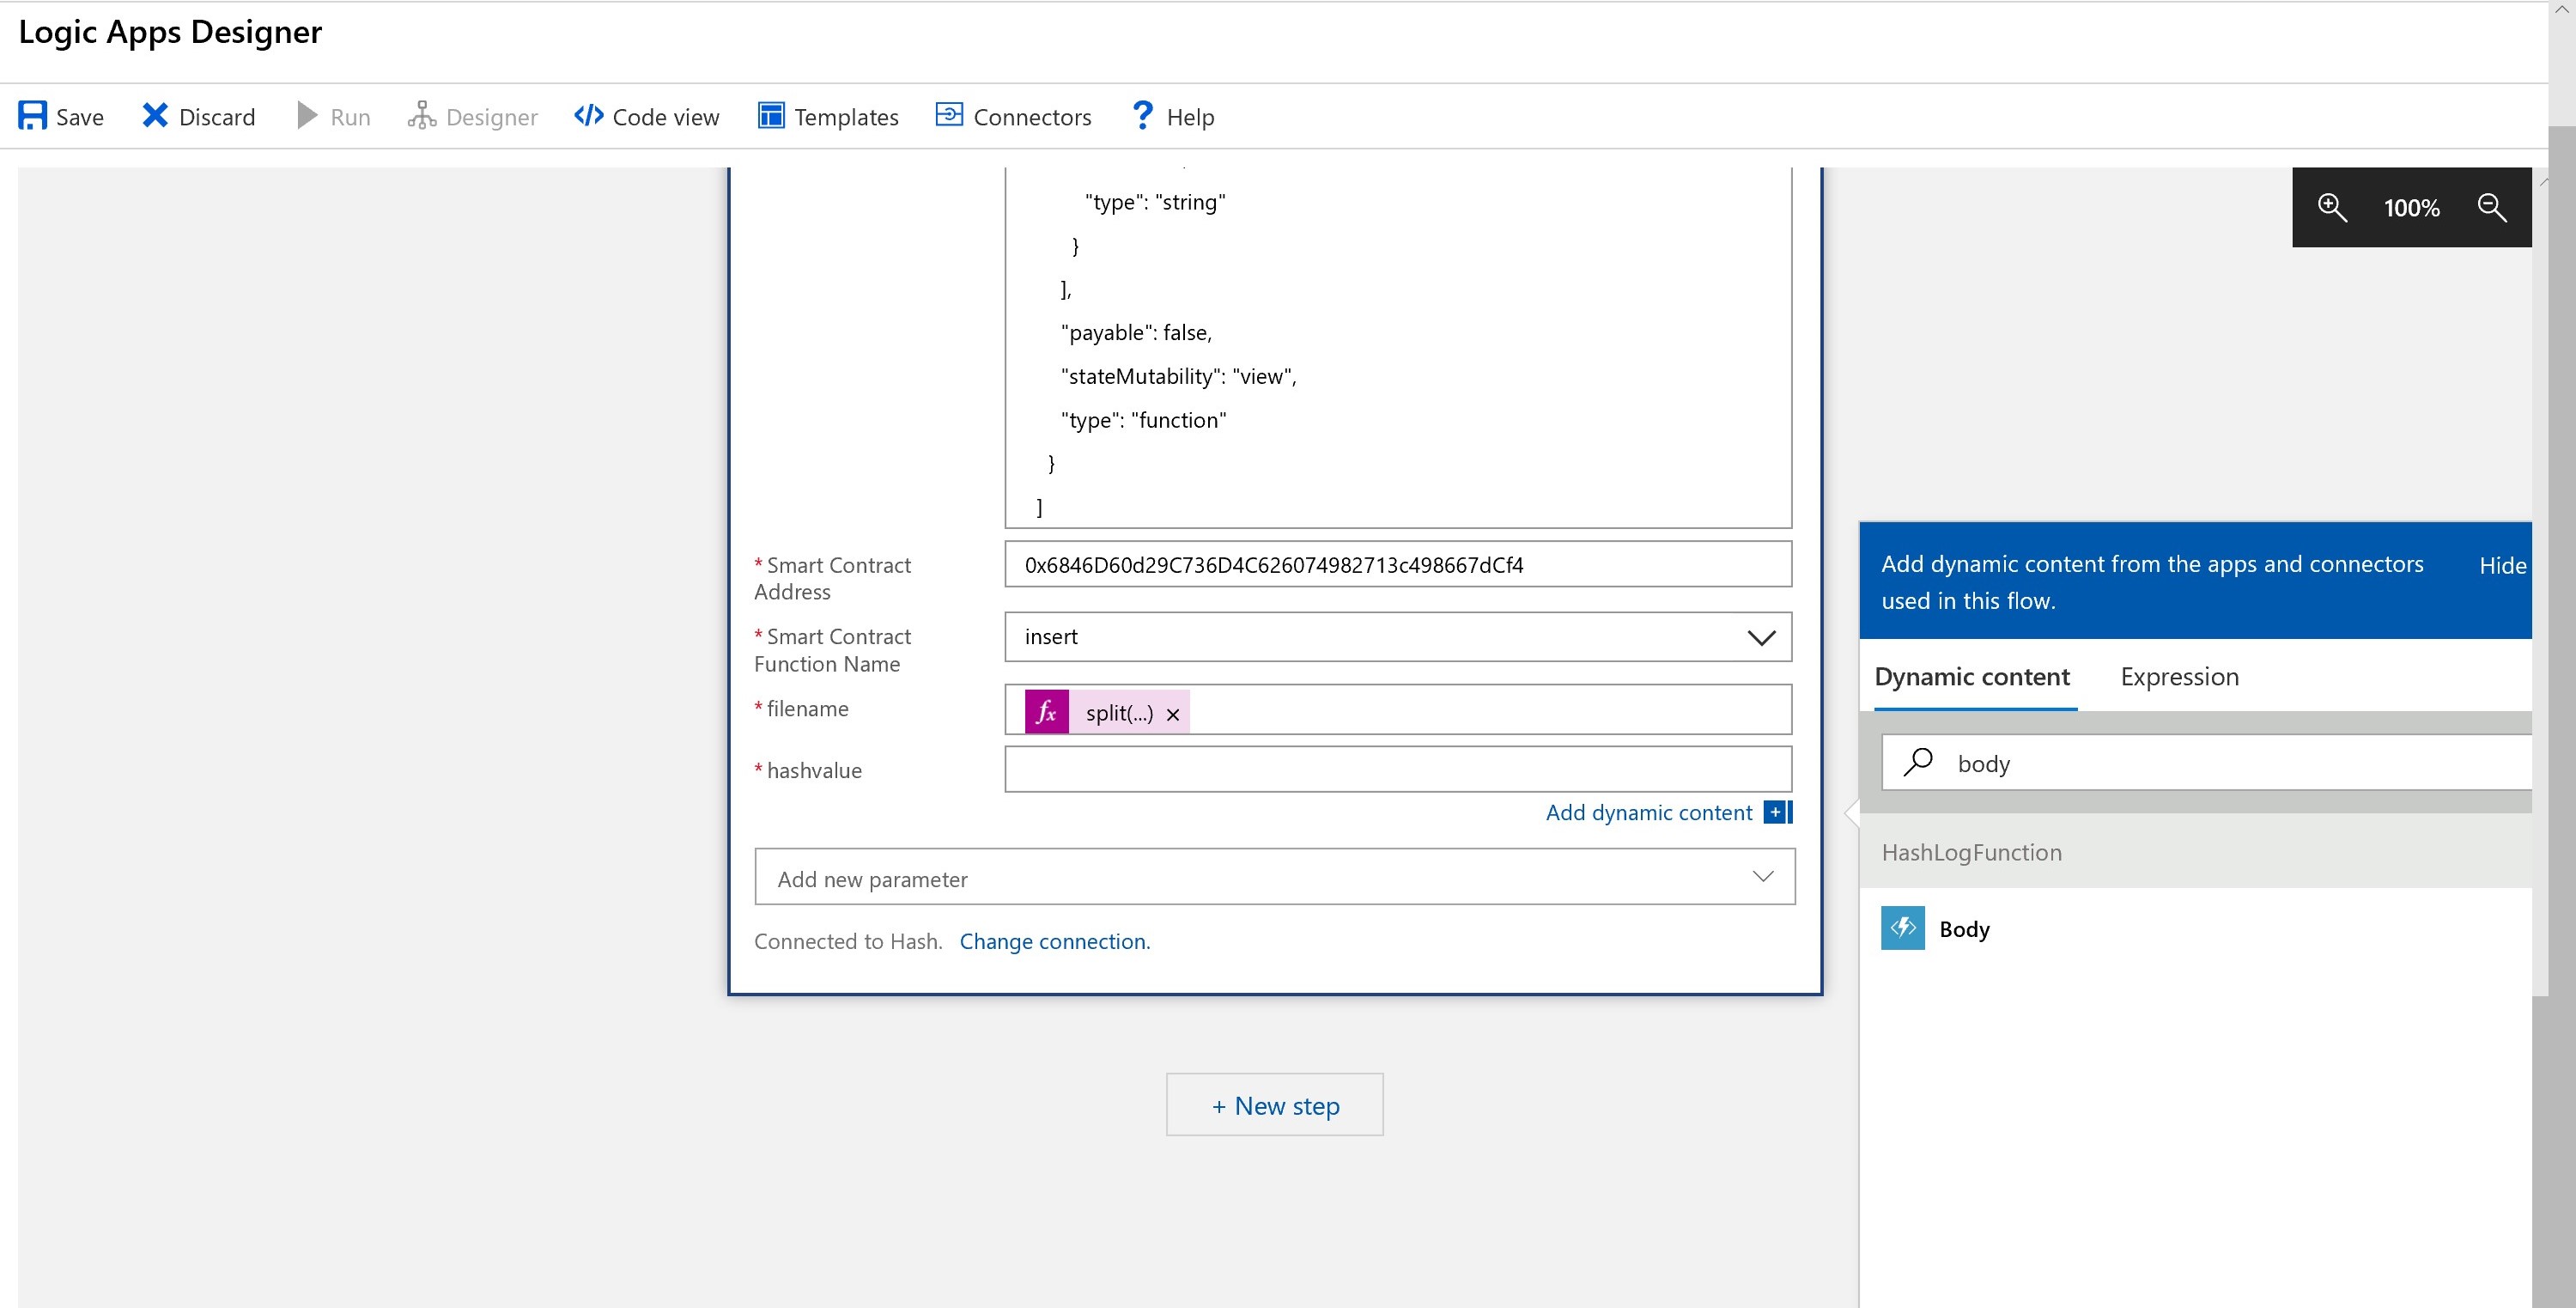 Logic Apps Designer
Save Discard Run Designer Code view Templates Connectors Help
"type": "string"
}
],
"payable": false,
"stateMutability": "view",
"type": "function"
}
]
100%
* Smart Contract Address
0x6846D60d29C736D4C626074982713c498667dCf4
* Smart Contract Function Name
insert
* filename
fx split(...) ×
* hashvalue
Add dynamic content
Add new parameter
Connected to Hash. Change connection.
+ New step
Add dynamic content from the apps and connectors used in this flow.
Hide
Dynamic content Expression
body
HashLogFunction
Body